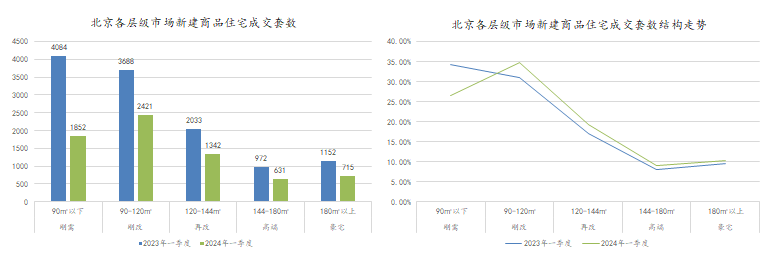 北京各层级市场新建商品住宅成交套数
4500
4000
3500
3000
2500
2000
1500
1000
500
0
4084
1852
3688
2421
2033
1342
972
631
1152
715
90㎡以下
90-120㎡
120-144㎡
144-180㎡
180㎡以上
刚需
刚改
再改
高端
豪宅
2023年一季度
2024年一季度
北京各层级市场新建商品住宅成交套数结构走势
40.00%
35.00%
30.00%
25.00%
20.00%
15.00%
10.00%
5.00%
0.00%
90㎡以下
90-120㎡
120-144㎡
144-180㎡
180㎡以上
刚需
刚改
再改
高端
豪宅
2023年一季度
2024年一季度